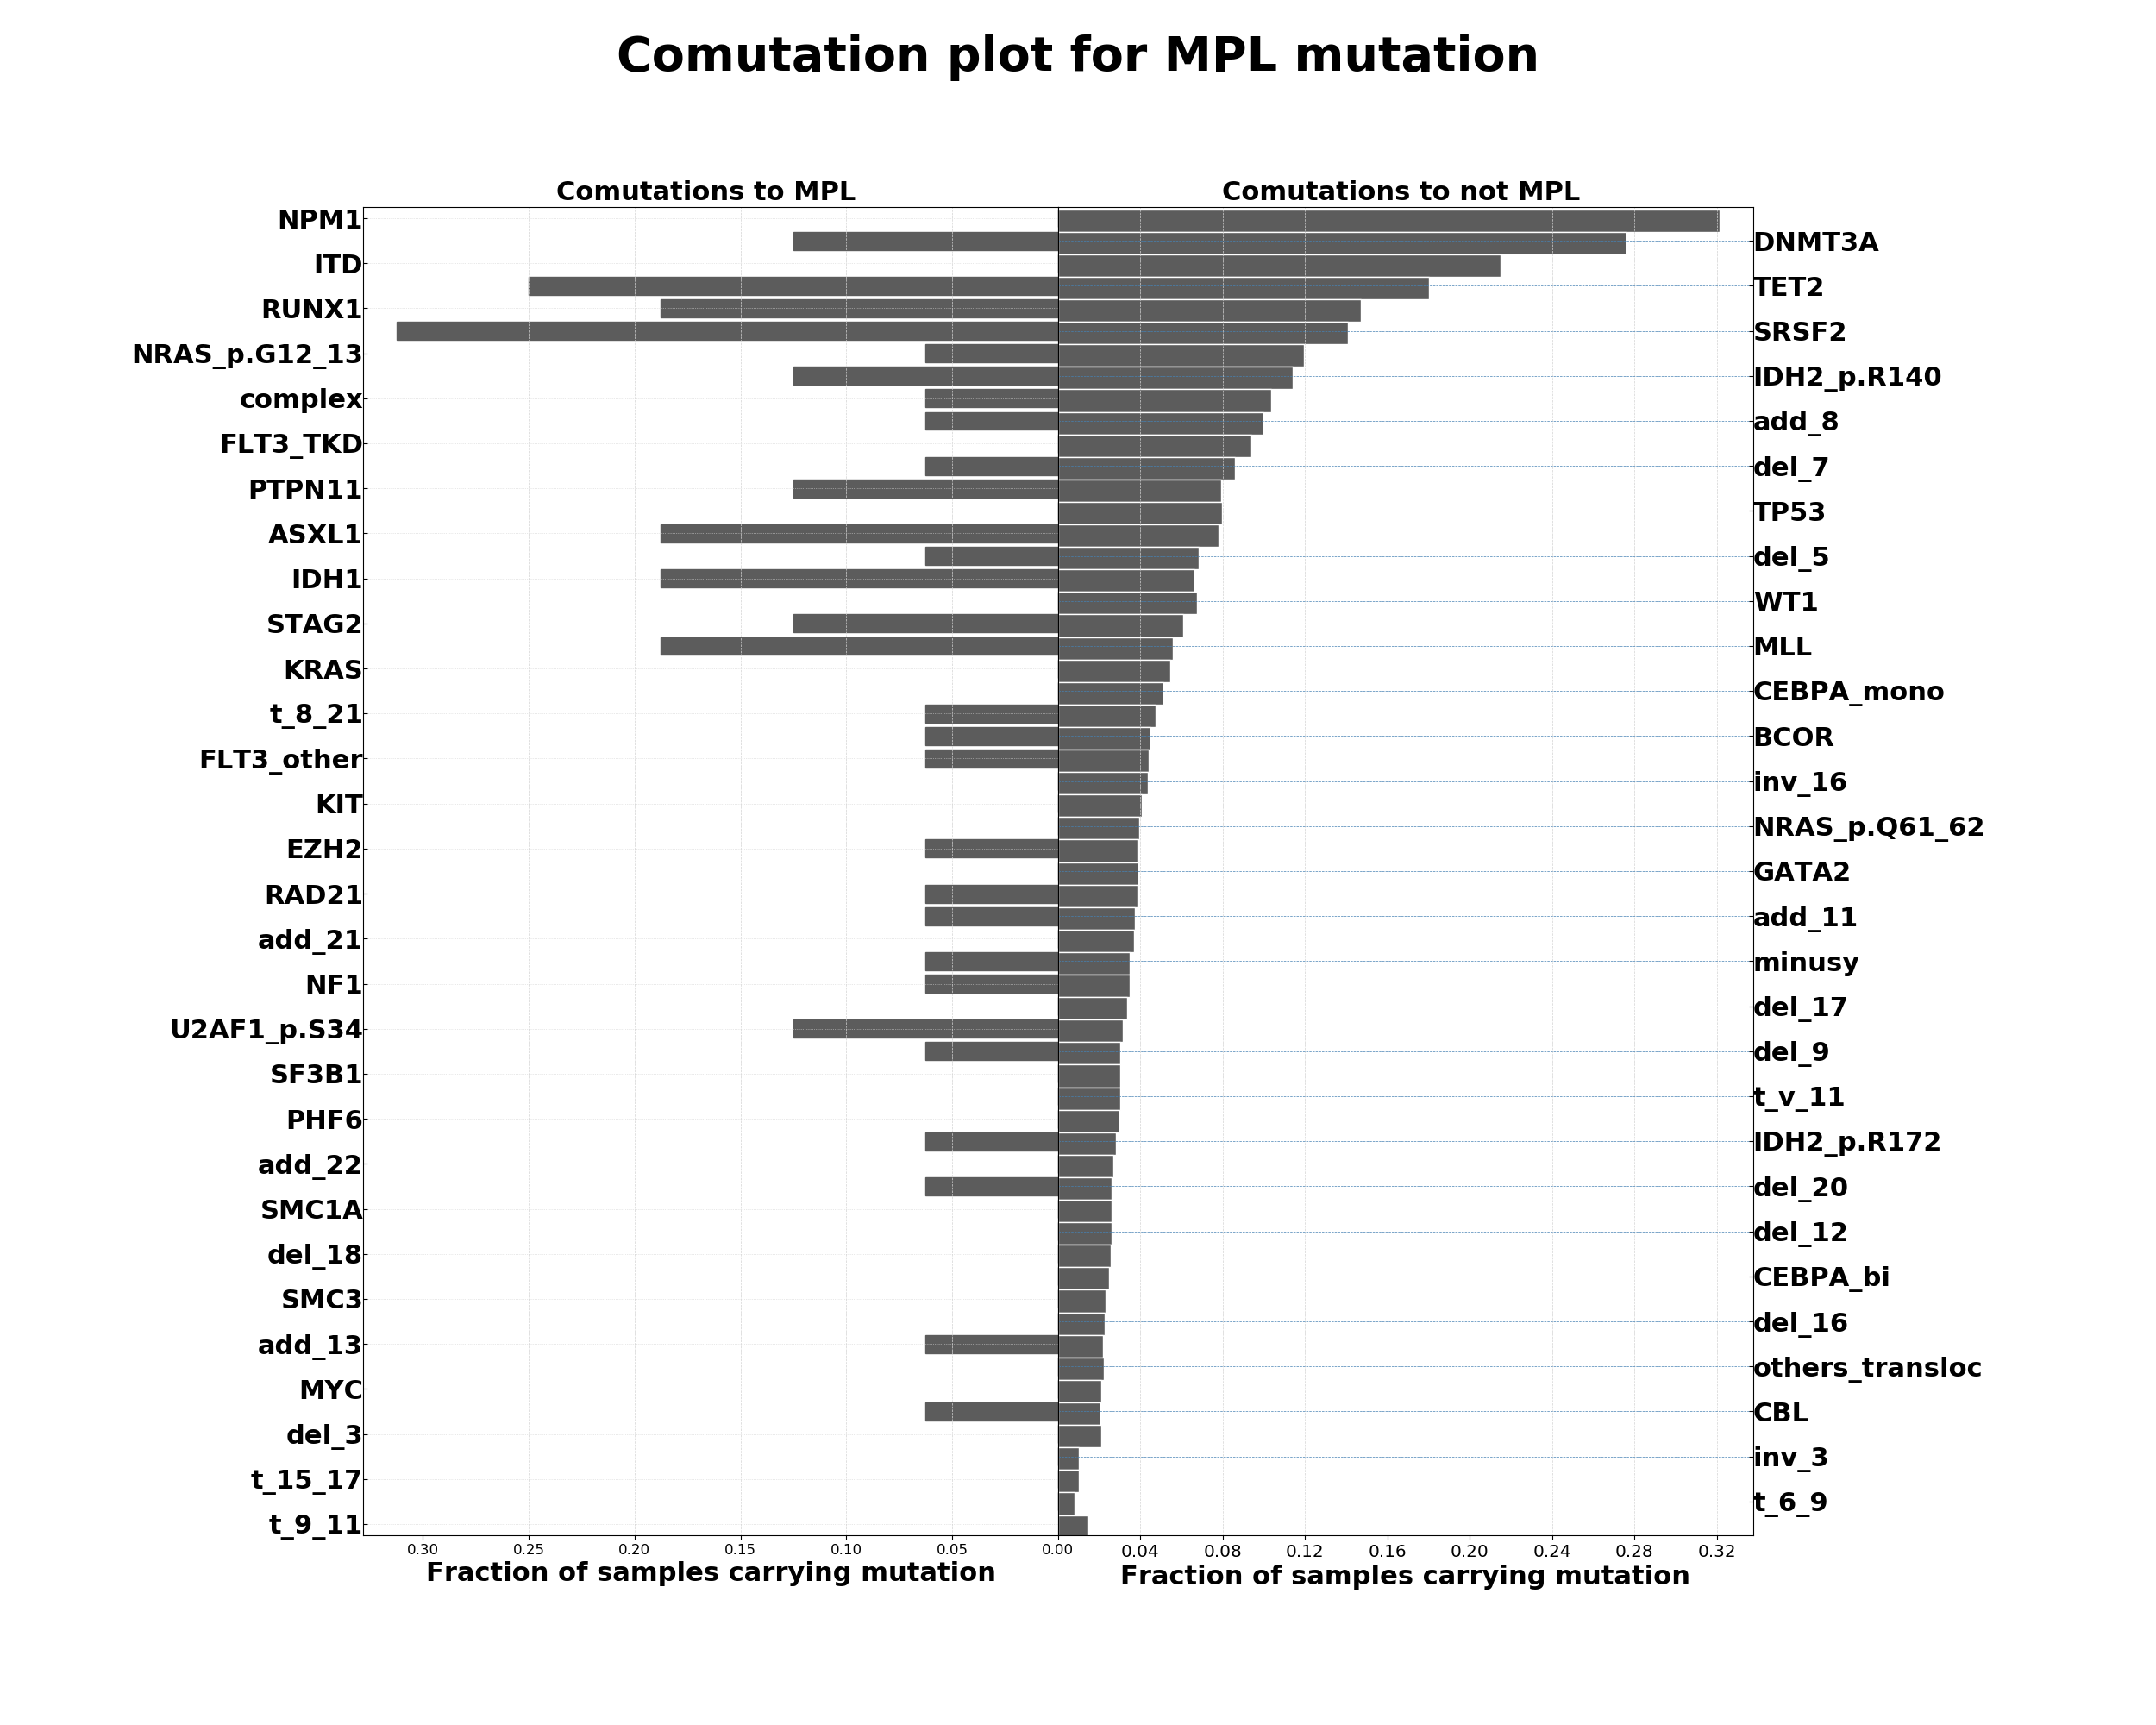 Comutation plot for MPL mutation
Comutations to MPL
Comutations to not MPL
NPM1
DNMT3A
ITD
TET2
RUNX1
SRSF2
NRAS_p.G12_13
IDH2_p.R140
complex
add_8
FLT3_TKD
del_7
PTPN11
TP53
ASXL1
del_5
IDH1
WT1
STAG2
MLL
KRAS
CEBPA_mono
t_8_21
BCOR
FLT3_other
inv_16
KIT
NRAS_p.Q61_62
EZH2
GATA2
RAD21
add_11
add_21
minusy
NF1
del_17
U2AF1_p.S34
del_9
SF3B1
t_v_11
PHF6
IDH2_p.R172
add_22
del_20
SMC1A
del_12
del_18
CEBPA_bi
SMC3
del_16
add_13
others_transloc
MYC
CBL
del_3
inv_3
t_15_17
t_6_9
t_9_11
0.30 0.25 0.20 0.15 0.10 0.05 0.00 0.04 0.08 0.12 0.16 0.20 0.24 0.28 0.32
Fraction of samples carrying mutation
Fraction of samples carrying mutation